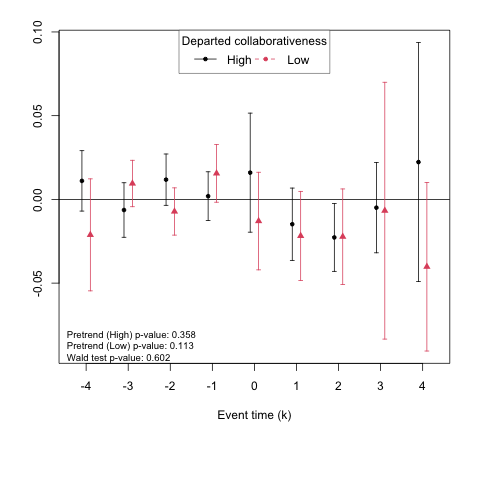 Departed collaborativeness
High Low
0.10
0.05
0.00
-0.05
Pretrend (High) p-value: 0.358
Pretrend (Low) p-value: 0.113
Wald test p-value: 0.602
-4 -3 -2 -1 0 1 2 3 4
Event time (k)